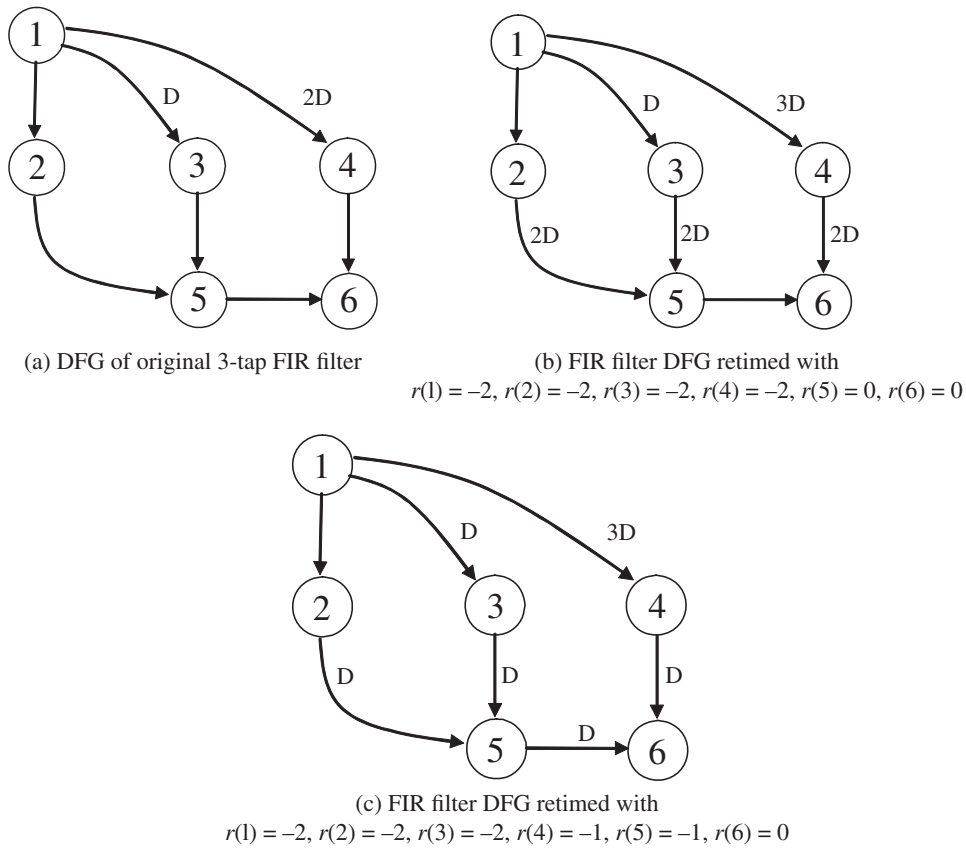 1
D
2D
2
3
4
5
6
(a) DFG of original 3-tap FIR filter
1
D
3D
2
3
4
2D
2D
2D
5
6
(b) FIR filter DFG retimed with
r(l) = –2, r(2) = –2, r(3) = –2, r(4) = –2, r(5) = 0, r(6) = 0
1
D
3D
2
3
4
D
D
D
D
5
6
(c) FIR filter DFG retimed with
r(l) = –2, r(2) = –2, r(3) = –2, r(4) = –1, r(5) = –1, r(6) = 0